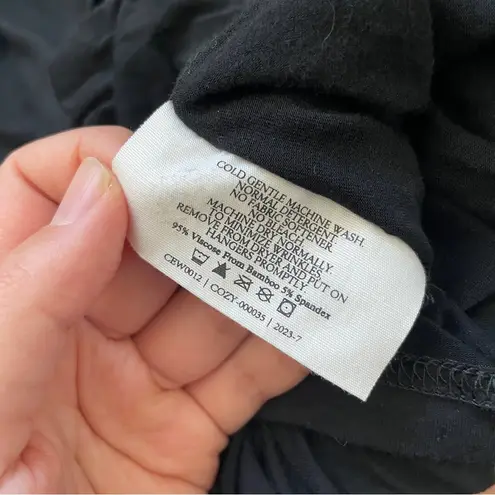 COLD GENTLE MACHINE WASH.
NORMAL DETERGENT.
NO FABRIC SOFTENER.
NO BLEACH.
MACHINE DRY NORMALLY.
TO MINIMIZE WRINKLES,
REMOVE FROM DRYER AND PUT ON
HANGERS PROMPTLY.
95% Viscose From Bamboo 5% Spandex
CBW0012 | COZY-000035 | 2023-7